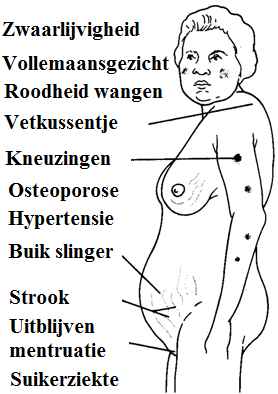 Zwaarlijvigheid
Vollemaansgezicht
Roodheid wangen
Vetkussentje
Kneuzingen
Osteoporose
Hypertensie
Buik slinger
Strook
Uitblijven
mentruatie
Suikerziekte